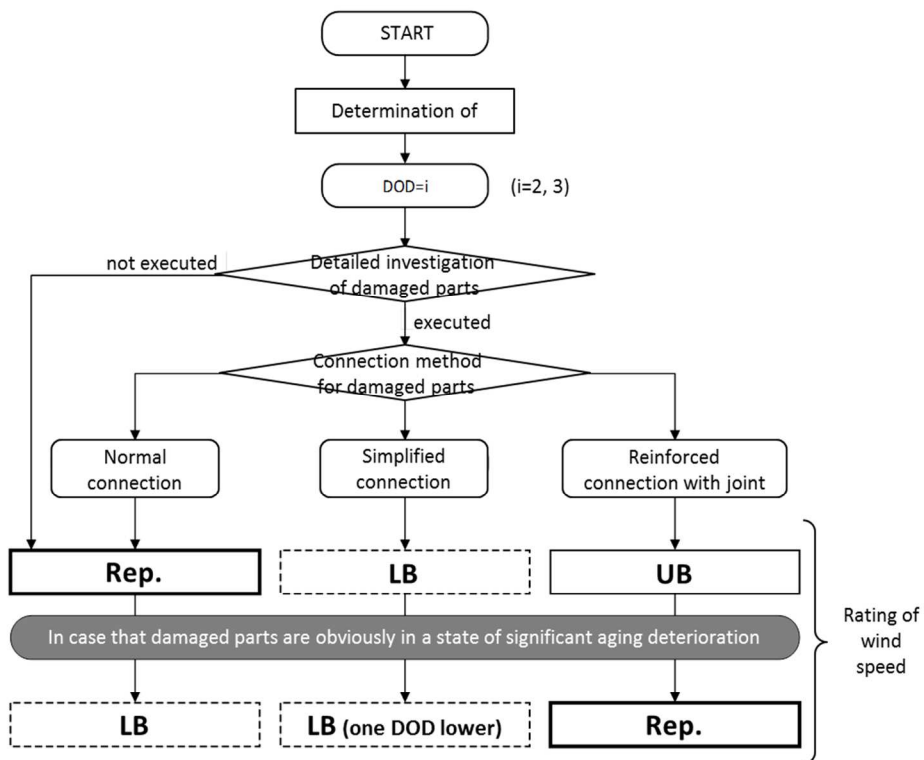 START
Determination of
DOD=i
(i=2, 3)
not executed
Detailed investigation
of damaged parts
executed
Connection method
for damaged parts
Normal
connection
Simplified
connection
Reinforced
connection with joint
Rep.
LB
UB
In case that damaged parts are obviously in a state of significant aging deterioration
Rating of
wind
speed
LB
LB (one DOD lower)
Rep.